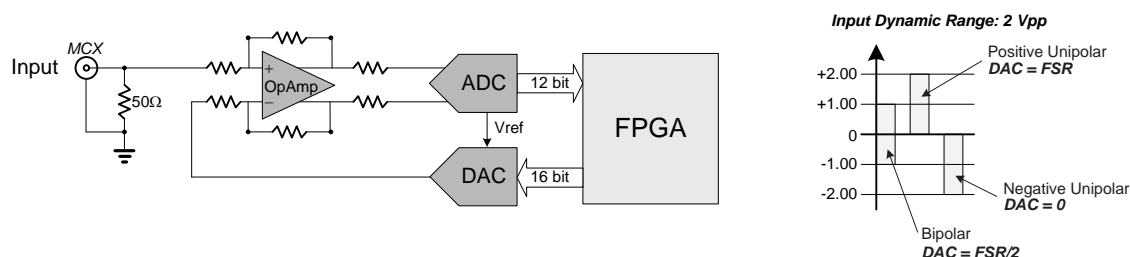 Input
MCX
50Ω
+
OpAmp
−
ADC
12 bit
Vref
DAC
16 bit
FPGA
Input Dynamic Range: 2 Vpp
+2.00
+1.00
0
-1.00
-2.00
Positive Unipolar
DAC = FSR
Negative Unipolar
DAC = 0
Bipolar
DAC = FSR/2